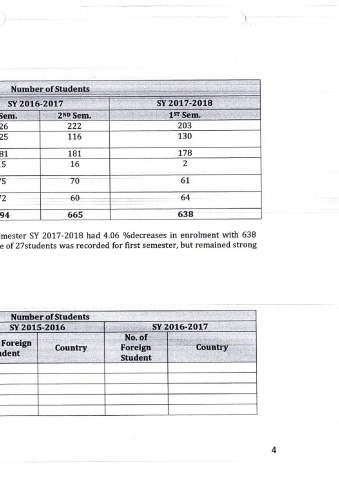 Number of Students
SY 2016-2017 SY 2017-2018
Sem. 2ND Sem. 1ST Sem.
26 222 203
25 116 130
81 181 178
5 16 2
75 70 61
72 60 64
94 665 638
emester SY 2017-2018 had 4.06 %decreases in enrolment with 638
e of 27students was recorded for first semester, but remained strong
Number of Students
SY 2015-2016 SY 2016-2017
Foreign Country No. of Foreign Student Country
udent
4